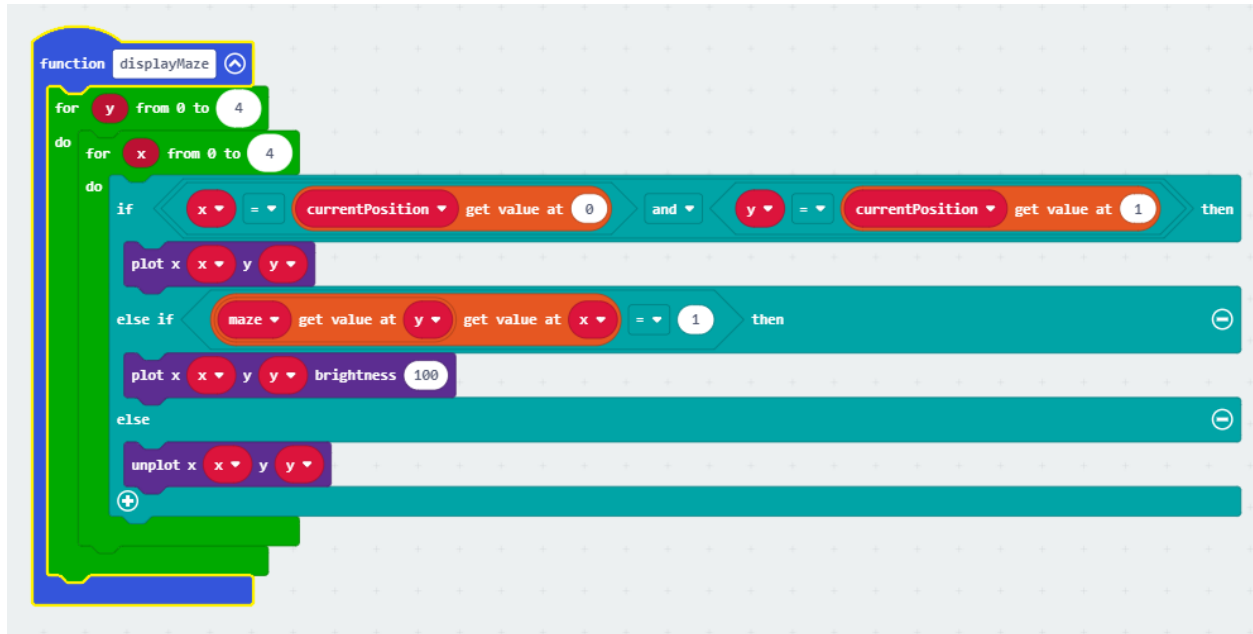 function displayMaze
for y from 0 to 4
do
for x from 0 to 4
do
if x = currentPosition get value at 0 and y = currentPosition get value at 1 then
plot x x y y
else if maze get value at y get value at x = 1 then
plot x x y y brightness 100
else
unplot x x y y